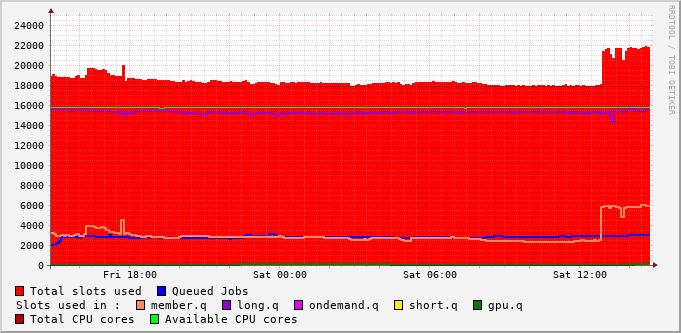 24000
22000
20000
18000
16000
14000
12000
10000
8000
6000
4000
2000
0
Fri 18:00 Sat 00:00 Sat 06:00 Sat 12:00
RRDTOOL / TOBI OETIKER
Total slots used Queued Jobs
Slots used in : member.q long.q ondemand.q short.q gpu.q
Total CPU cores Available CPU cores